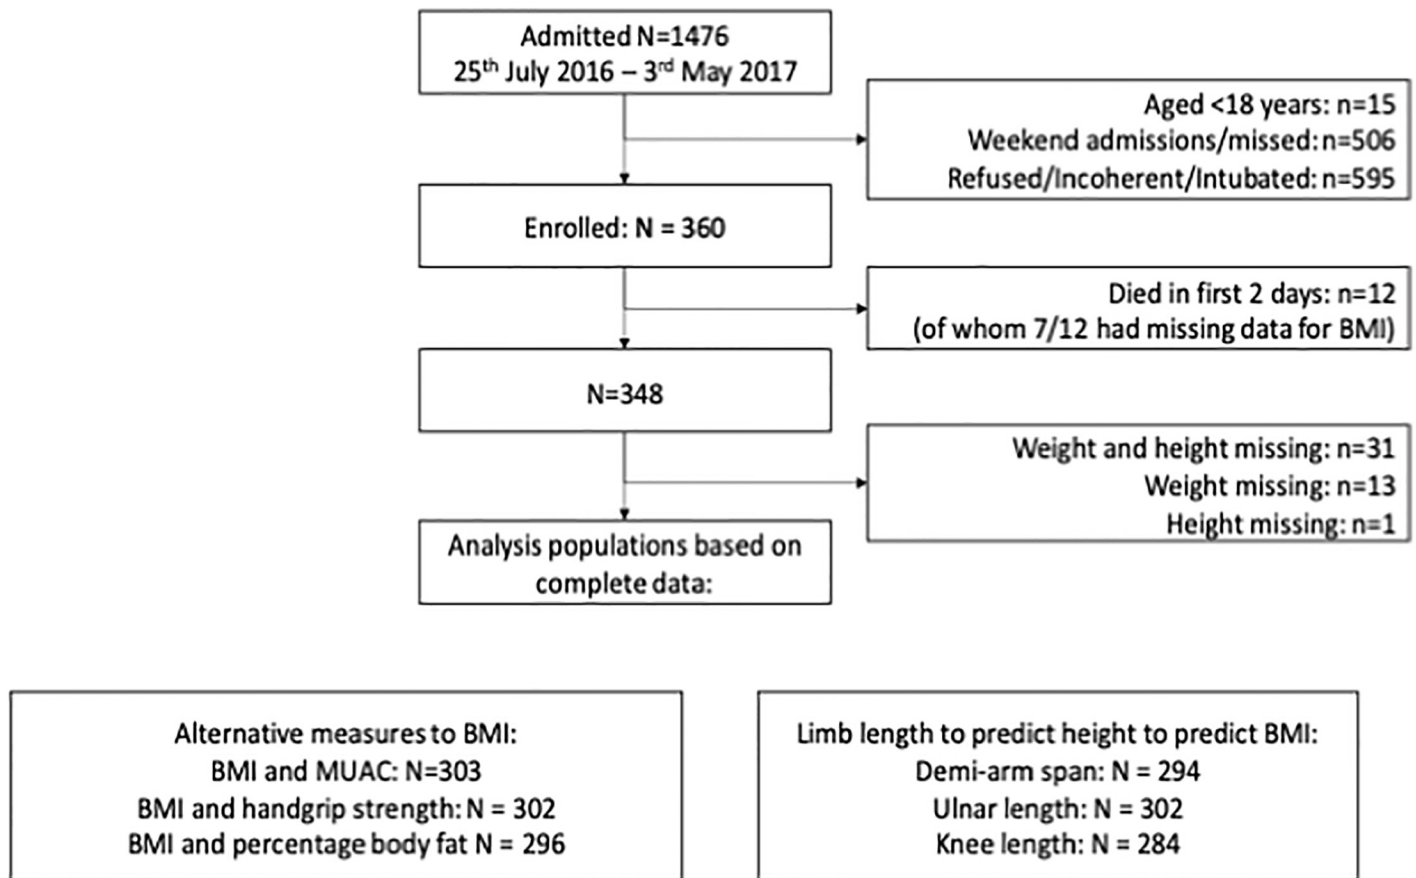 Admitted N=1476
25th July 2016 – 3rd May 2017
Aged <18 years: n=15
Weekend admissions/missed: n=506
Refused/Incoherent/Intubated: n=595
Enrolled: N = 360
Died in first 2 days: n=12
(of whom 7/12 had missing data for BMI)
N=348
Weight and height missing: n=31
Weight missing: n=13
Height missing: n=1
Analysis populations based on
complete data:
Alternative measures to BMI:
BMI and MUAC: N=303
BMI and handgrip strength: N = 302
BMI and percentage body fat N = 296
Limb length to predict height to predict BMI:
Demi-arm span: N = 294
Ulnar length: N = 302
Knee length: N = 284